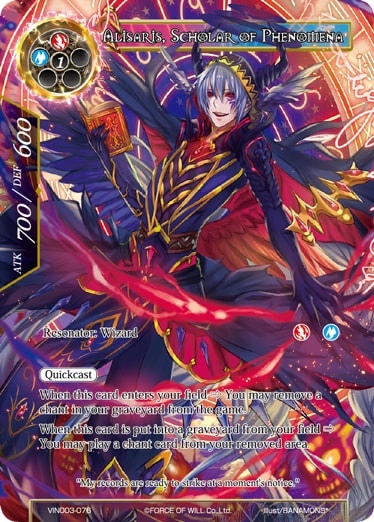 Alisaris, Scholar of Phenomena
1
ATK 700 / DEF 600
Resonator: Wizard
Quickcast
When this card enters your field ⇨ You may remove a
chant in your graveyard from the game.
When this card is put into a graveyard from your field ⇨
You may play a chant card from your removed area.
"My records are ready to strike at a moment's notice."
VIN003-076
©FORCE OF WILL Co.,Ltd.
Illust/BANAMONS*